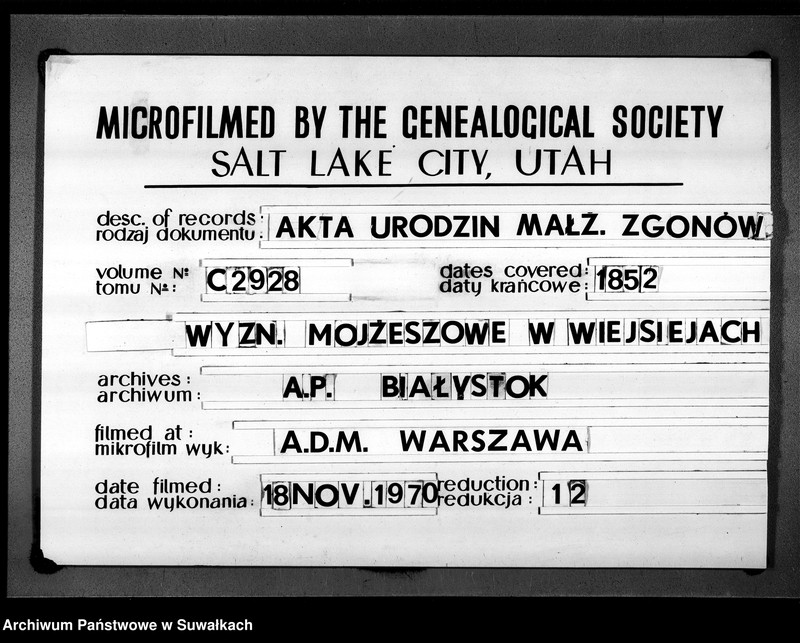 MICROFILMED BY THE GENEALOGICAL SOCIETY
SALT LAKE CITY, UTAH
desc. of records:
rodzaj dokumentu:
AKTA URODZIN MAŁŻ. ZGONÓW
volume №
tomu №:
C2928
dates covered:
daty krańcowe:
1852
WYZN. MOJŻESZOWE W WIEJSIEJACH
archives:
archiwum:
A.P. BIAŁYSTOK
filmed at:
mikrofilm wyk:
A.D.M. WARSZAWA
date filmed:
data wykonania:
18 NOV. 1970
reduction:
redukcja:
12
Archiwum Państwowe w Suwałkach